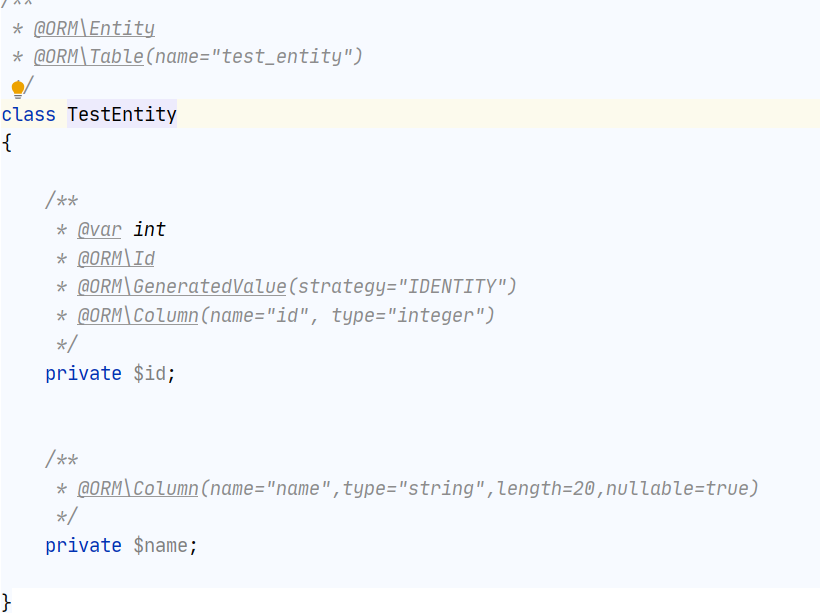 /**
 * @ORM\Entity
 * @ORM\Table(name="test_entity")
 */
class TestEntity
{
    /**
     * @var int
     * @ORM\Id
     * @ORM\GeneratedValue(strategy="IDENTITY")
     * @ORM\Column(name="id", type="integer")
     */
    private $id;
    /**
     * @ORM\Column(name="name",type="string",length=20,nullable=true)
     */
    private $name;
}